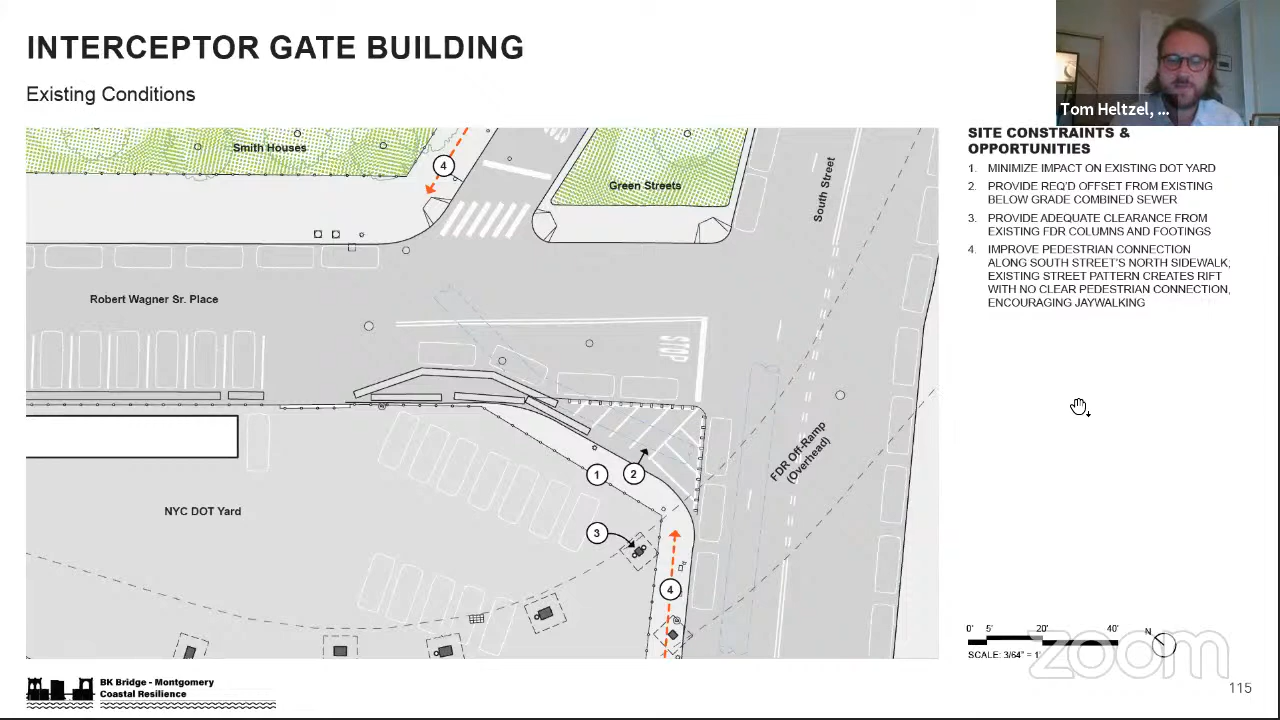 INTERCEPTOR GATE BUILDING
Existing Conditions
Tom Heltzel, ...
SITE CONSTRAINTS &
OPPORTUNITIES
1. MINIMIZE IMPACT ON EXISTING DOT YARD
2. PROVIDE REQ'D OFFSET FROM EXISTING
BELOW GRADE COMBINED SEWER
3. PROVIDE ADEQUATE CLEARANCE FROM
EXISTING FDR COLUMNS AND FOOTINGS
4. IMPROVE PEDESTRIAN CONNECTION
ALONG SOUTH STREET'S NORTH SIDEWALK;
EXISTING STREET PATTERN CREATES RIFT
WITH NO CLEAR PEDESTRIAN CONNECTION,
ENCOURAGING JAYWALKING
Smith Houses
4
Green Streets
South Street
Robert Wagner Sr. Place
STOP
FDR Off-Ramp
(Overhead)
1
2
NYC DOT Yard
3
4
0' 5' 20' 40'
N
SCALE: 3/64" = 1'
zoom
BK Bridge - Montgomery
Coastal Resilience
115